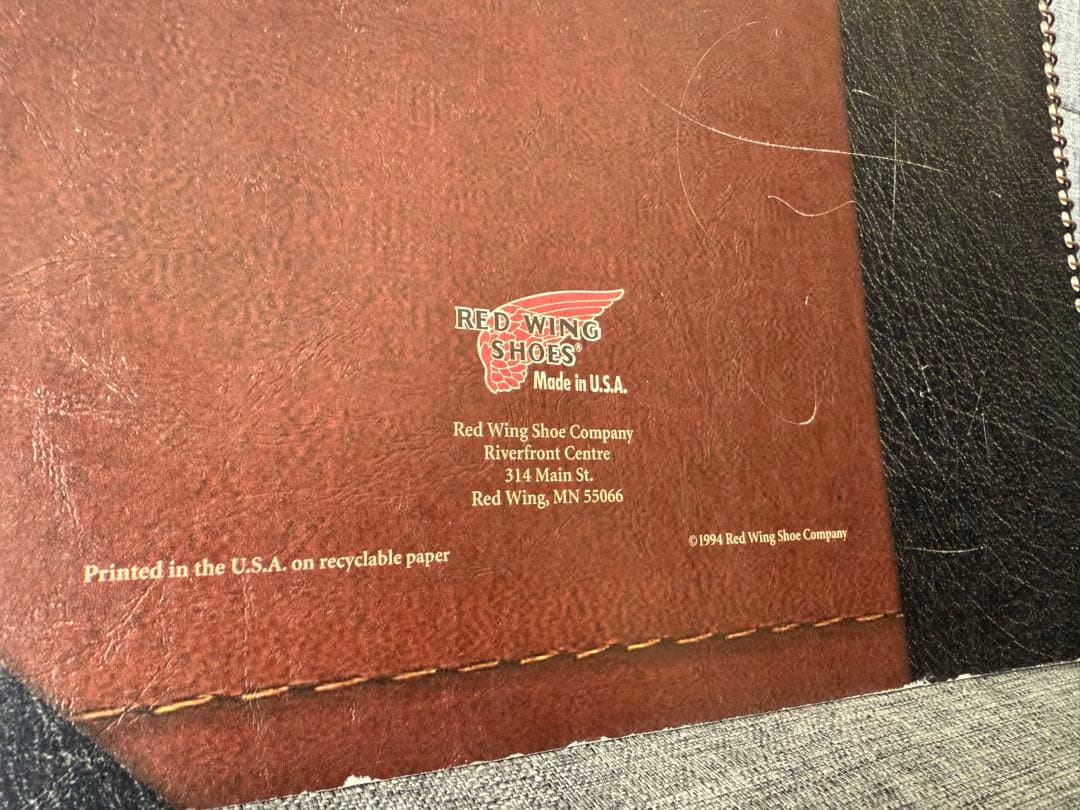 RED WING
SHOES®
Made in U.S.A.
Red Wing Shoe Company
Riverfront Centre
314 Main St.
Red Wing, MN 55066
©1994 Red Wing Shoe Company
Printed in the U.S.A. on recyclable paper